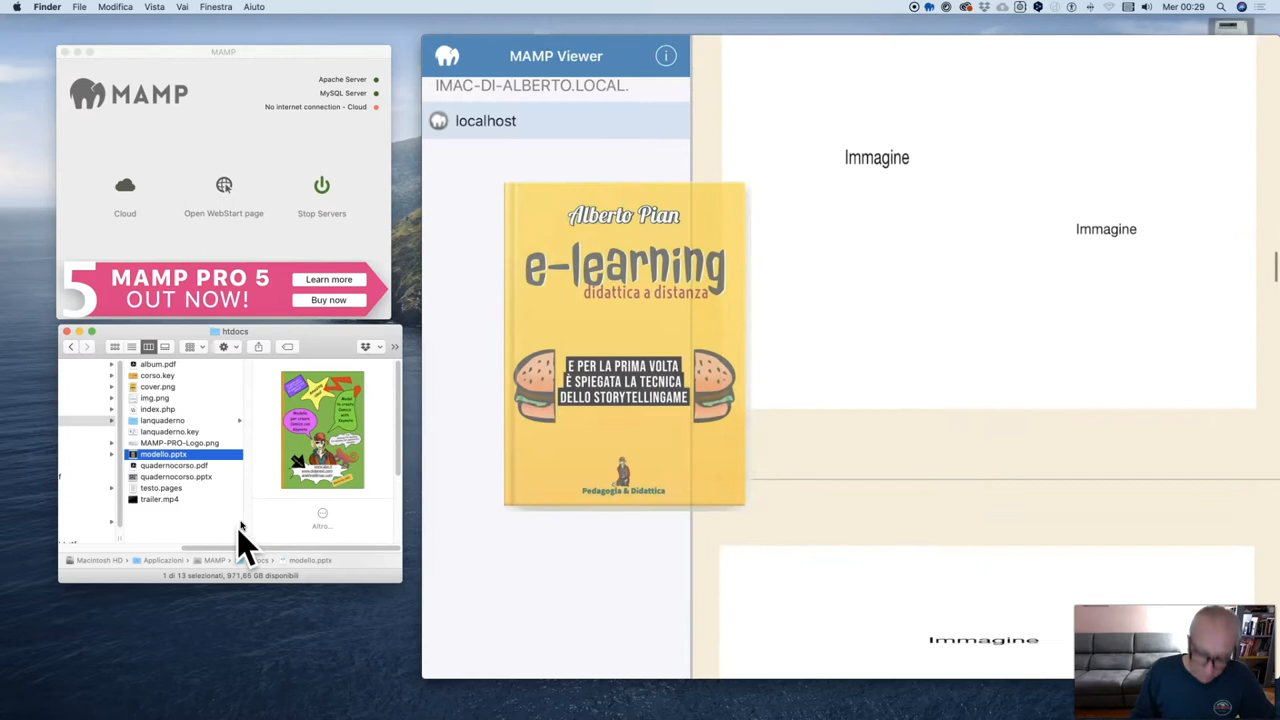 Finder File Modifica Vista Vai Finestra Aiuto
Mer 00:29
MAMP
MAMP
Apache Server
MySQL Server
No internet connection - Cloud
Cloud
Open WebStart page
Stop Servers
5 MAMP PRO 5
OUT NOW!
Learn more
Buy now
htdocs
album.pdf
corso.key
cover.png
img.png
index.php
lanquaderno
lanquaderno.key
MAMP-PRO-Logo.png
modello.pptx
quadernocorso.pdf
quadernocorso.pptx
testo.pages
trailer.mp4
Altro...
Macintosh HD
Applicazioni
MAMP
modello.pptx
1 di 13 selezionati, 971,65 GB disponibili
MAMP Viewer
IMAC-DI-ALBERTO.LOCAL.
localhost
Alberto Pian
e-learning
didattica a distanza
E PER LA PRIMA VOLTA
È SPIEGATA LA TECNICA
DELLO STORYTELLINGAME
Pedagogia & Didattica
Immagine
Immagine
Immagine